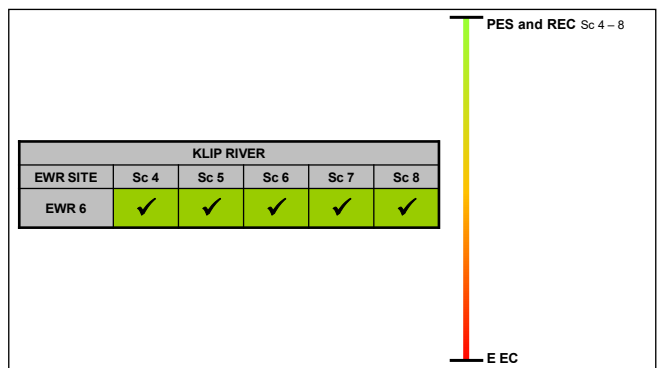 PES and REC Sc 4 – 8
KLIP RIVER
EWR SITE Sc 4 Sc 5 Sc 6 Sc 7 Sc 8
EWR 6 ✓ ✓ ✓ ✓ ✓
E EC